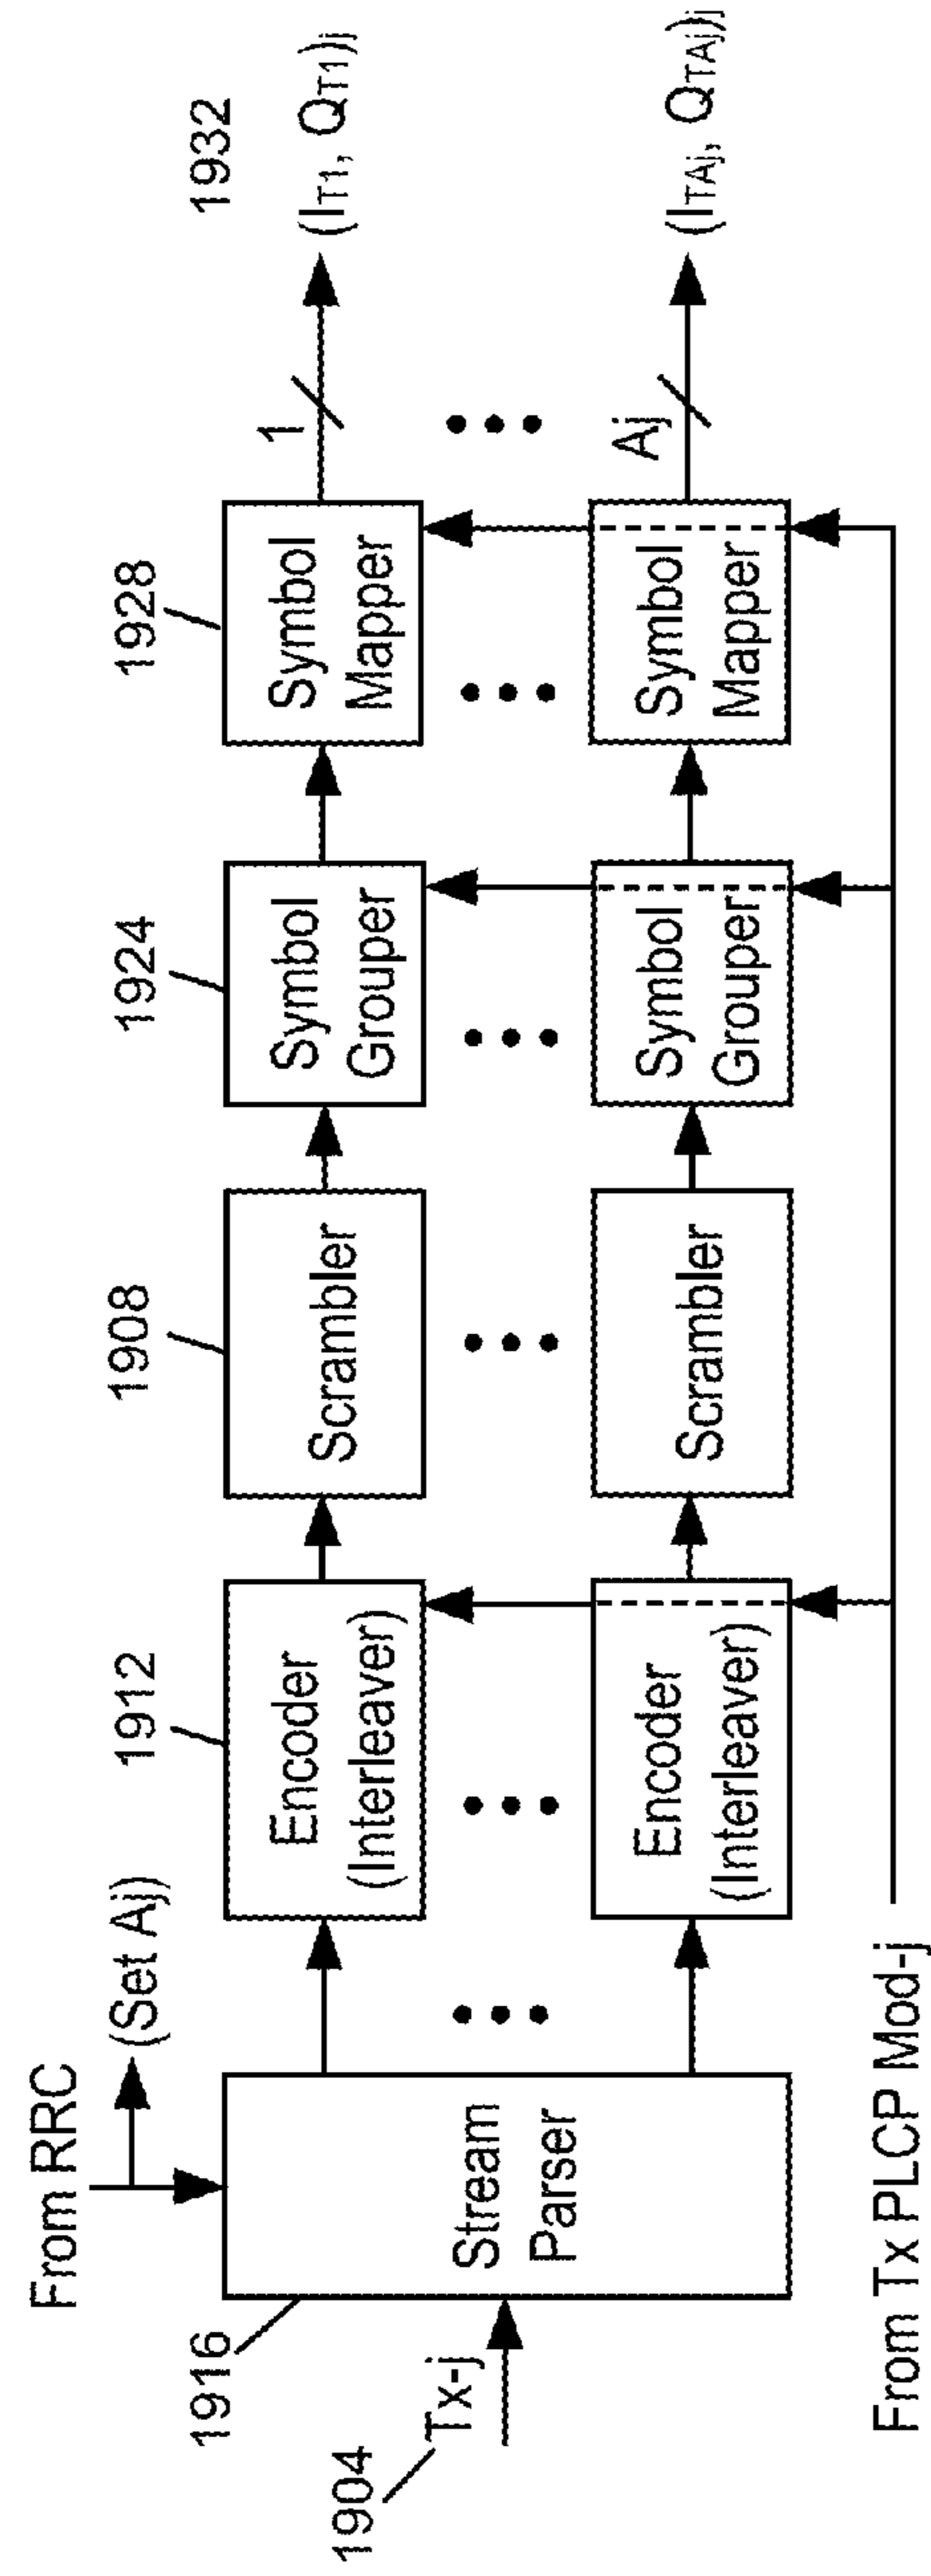 From RRC
(Set Aj)
1916
1904
Tx-j
Stream
Parser
1912
Encoder
(Interleaver)
1908
Scrambler
1924
Symbol
Grouper
1928
Symbol
Mapper
1
1932
(IT1, QT1)j
Encoder
(Interleaver)
Scrambler
Symbol
Grouper
Symbol
Mapper
Aj
(ITAj, QTAj)j
From Tx PLCP Mod-j